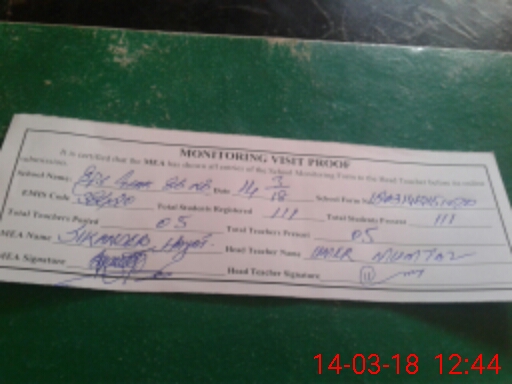 MONITORING VISIT PROOF
It is certified that the MEA has shown all entries of the School Monitoring Form to the Head Teacher before its online
submission.
School Name: Date 14 3/18 School Form
EMIS Code Total Students Registered 111 Total Students Present 111
Total Teachers Posted 05 Total Teachers Present 05
MEA Name SIKANDER Hayat Head Teacher Name MUMTAZ
MEA Signature Head Teacher Signature
14-03-18 12:44